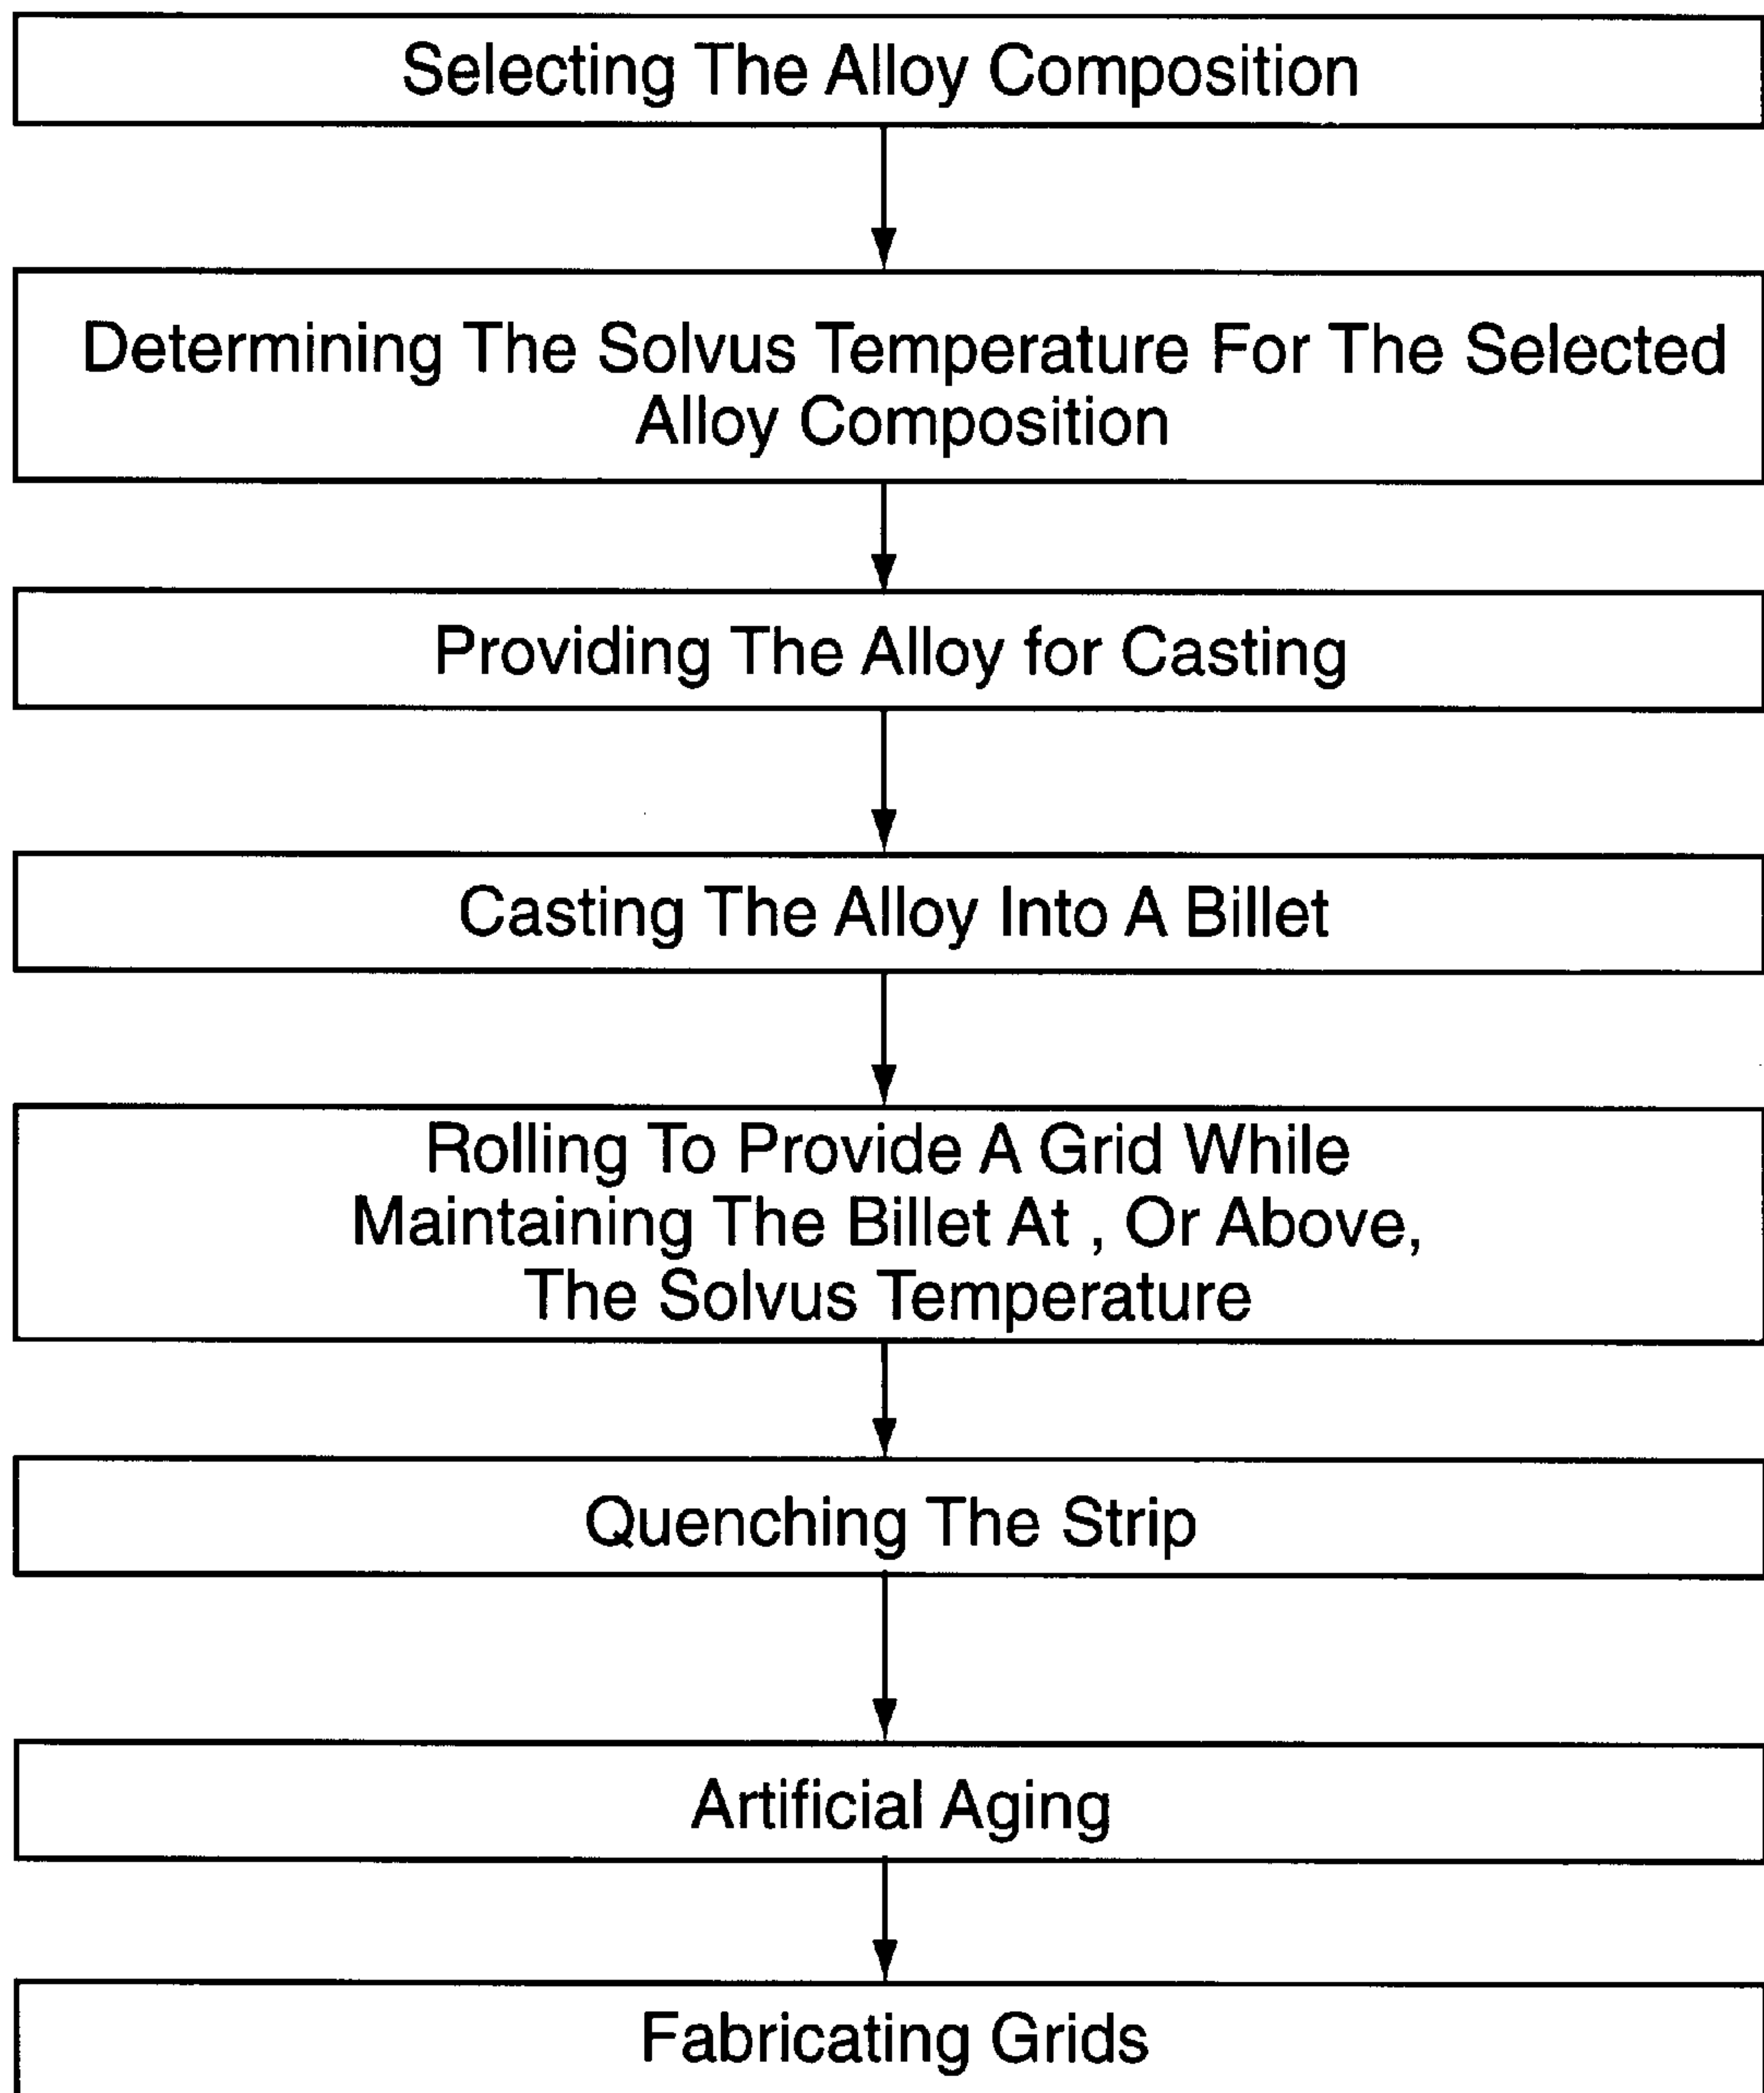 Selecting The Alloy Composition
Determining The Solvus Temperature For The Selected
Alloy Composition
Providing The Alloy for Casting
Casting The Alloy Into A Billet
Rolling To Provide A Grid While
Maintaining The Billet At , Or Above,
The Solvus Temperature
Quenching The Strip
Artificial Aging
Fabricating Grids